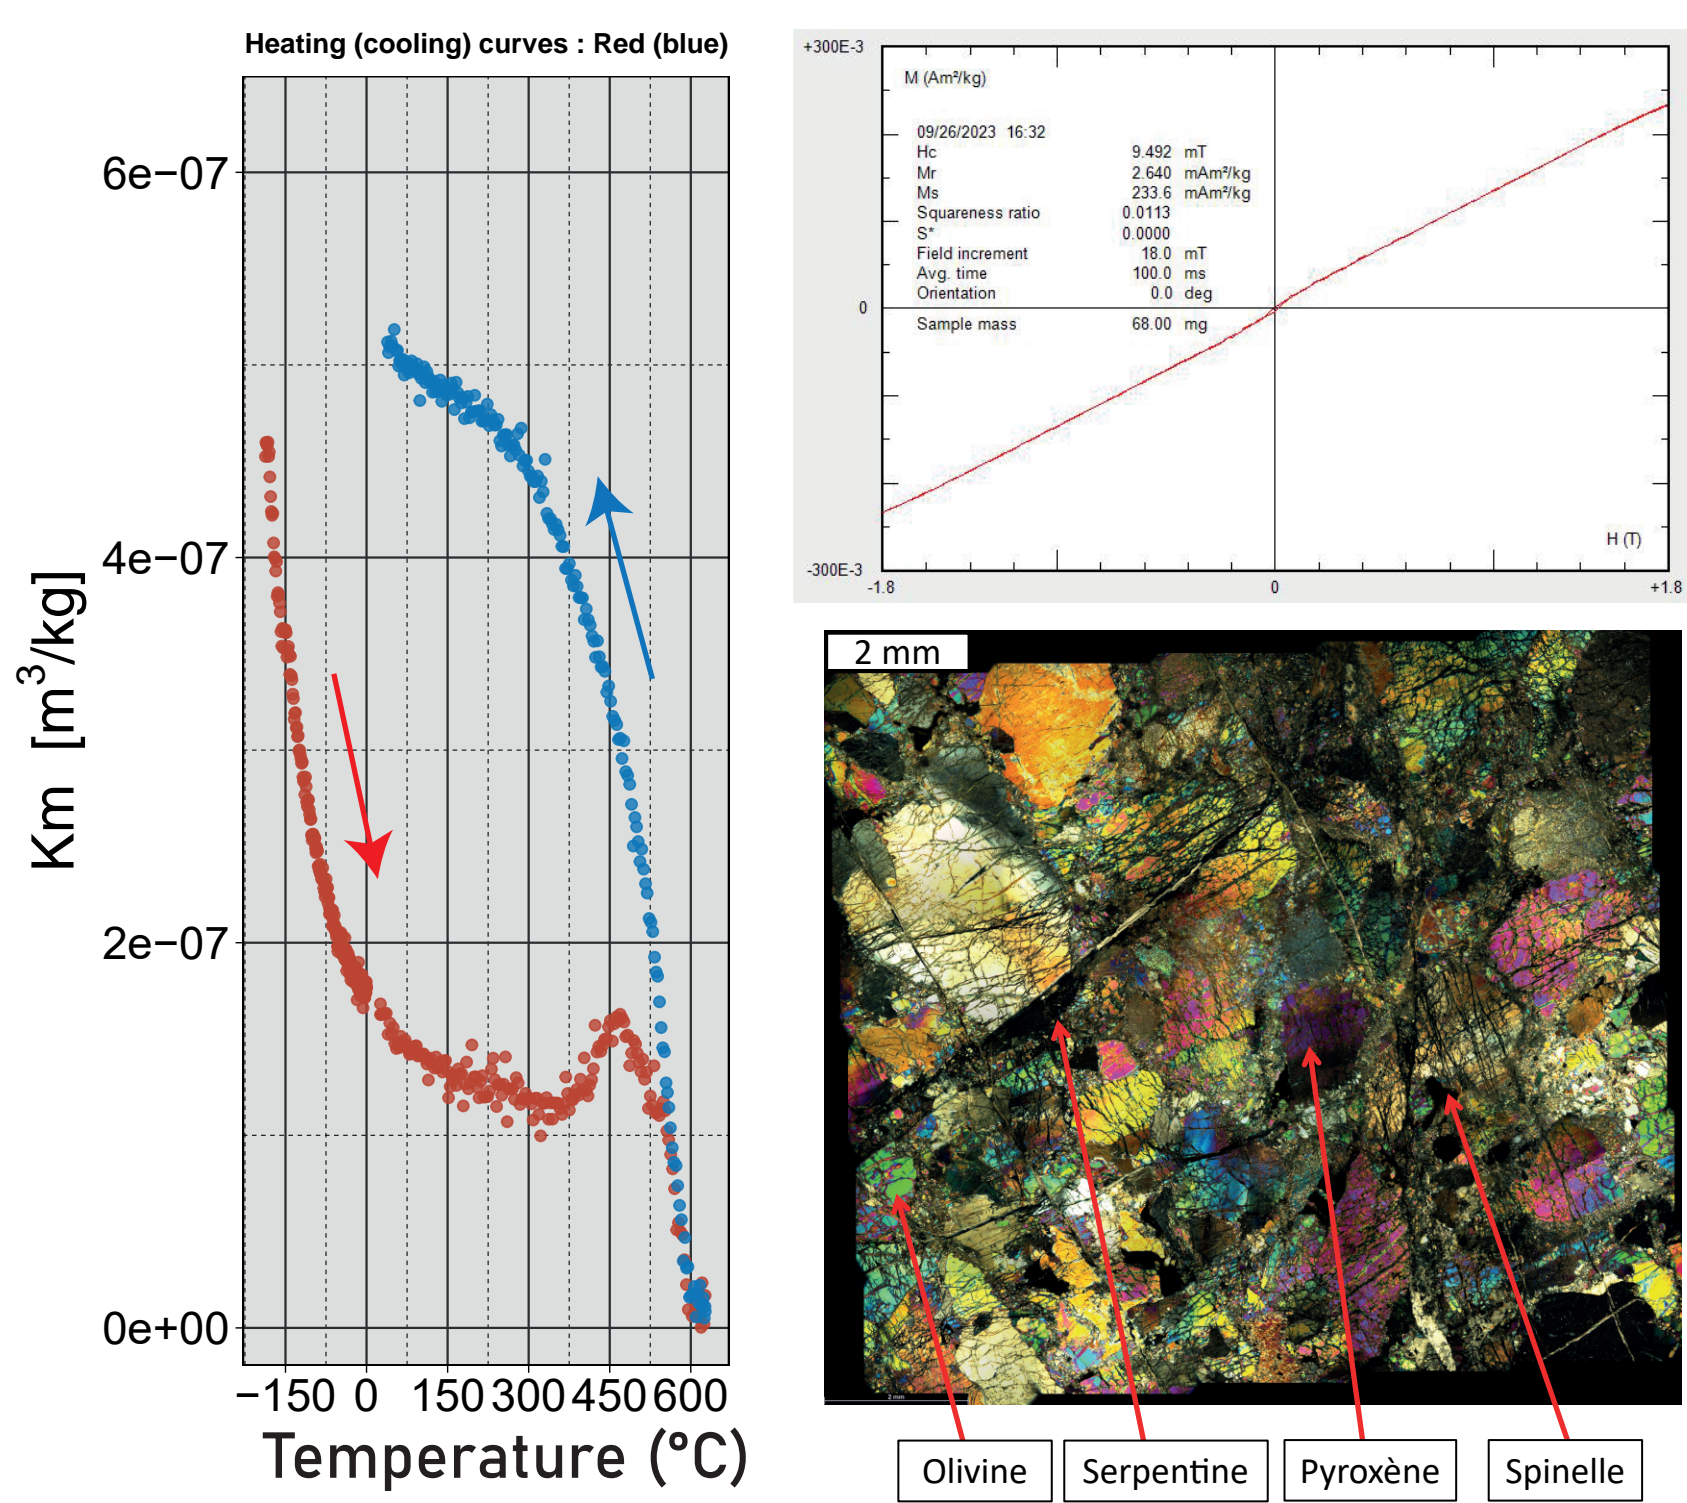 Heating (cooling) curves : Red (blue)
6e−07
4e−07
2e−07
0e+00
Km [m³/kg]
−150 0 150 300 450 600
Temperature (°C)
+300E-3
M (Am²/kg)
09/26/2023 16:32
Hc 9.492 mT
Mr 2.640 mAm²/kg
Ms 233.6 mAm²/kg
Squareness ratio 0.0113
S* 0.0000
Field increment 18.0 mT
Avg. time 100.0 ms
Orientation 0.0 deg
0
Sample mass 68.00 mg
H (T)
-300E-3
-1.8 0 +1.8
2 mm
2 mm
Olivine Serpentine Pyroxène Spinelle